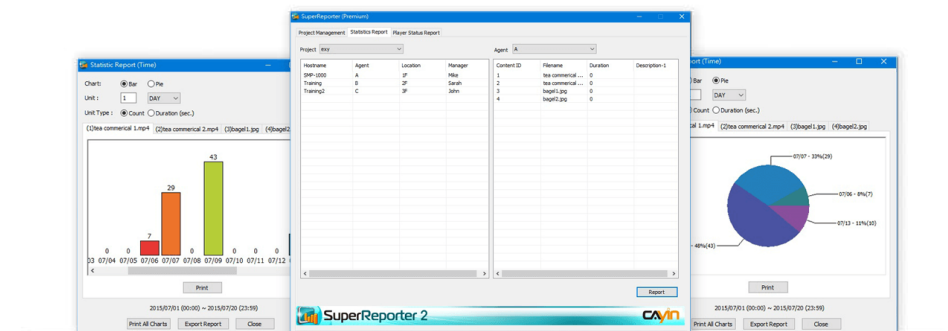 Statistic Report (Time)
Chart: Bar Pie
Unit : 1 DAY
Unit Type : Count Duration (sec.)
(1)tea commerical 1.mp4 (2)tea commerical 2.mp4 (3)bagel1.jpg (4)bagel2
0 0 7 29 0 43 0 0 0
03 07/04 07/05 07/06 07/07 07/08 07/09 07/10 07/11 07/12
Print
2015/07/01 (00:00) ~ 2015/07/20 (23:59)
Print All Charts Export Report Close
SuperReporter (Premium)
Project Management Statistics Report Player Status Report
Project exy Agent A
Hostname Agent Location Manager
SMP-1000 A 1F Mike
Training B 2F Sarah
Training2 C 3F John
Content ID Filename Duration Description-1
1 tea commerical ... 0
2 tea commerical ... 0
3 bagel1.jpg 0
4 bagel2.jpg 0
Report
SuperReporter 2 CAYIN
ort (Time)
Bar Pie
DAY
Count Duration (sec.)
al 1.mp4 (2)tea commerical 2.mp4 (3)bagel1.jpg (4)bagel2.jpg
07/07 - 33%(29)
07/06 - 8%(7)
07/13 - 11%(10)
- 48%(43)
Print
2015/07/01 (00:00) ~ 2015/07/20 (23:59)
Print All Charts Export Report Close